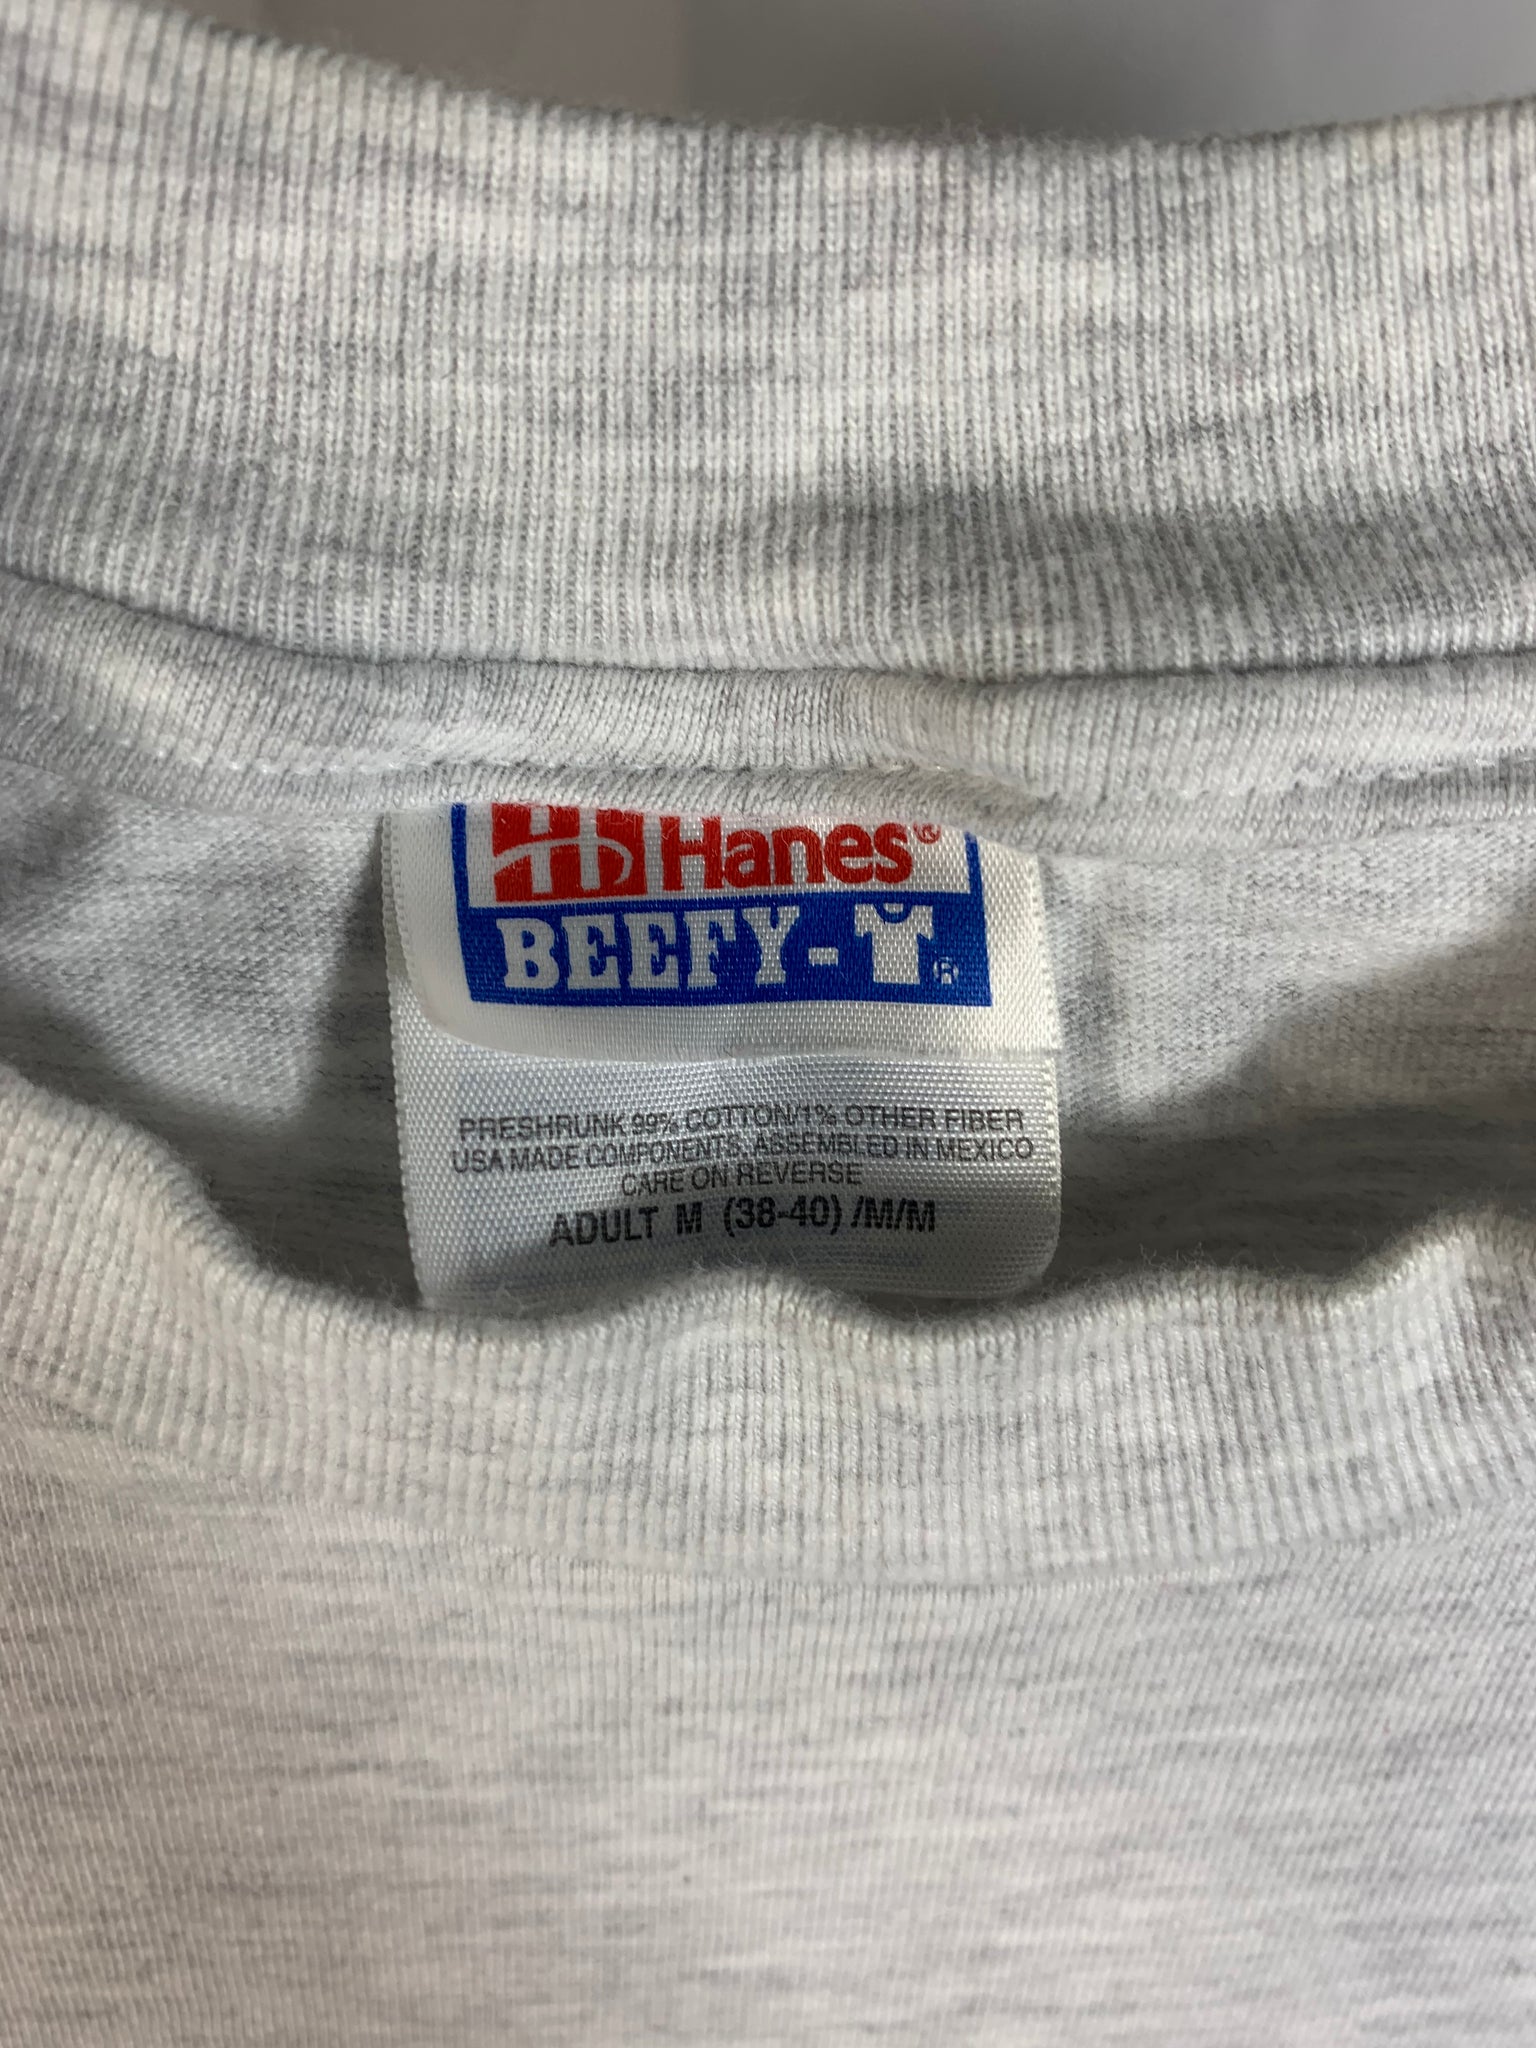 Hanes®
BEEFY-T®
PRESHRUNK 99% COTTON/1% OTHER FIBER
USA MADE COMPONENTS. ASSEMBLED IN MEXICO
CARE ON REVERSE
ADULT M (38-40) /M/M